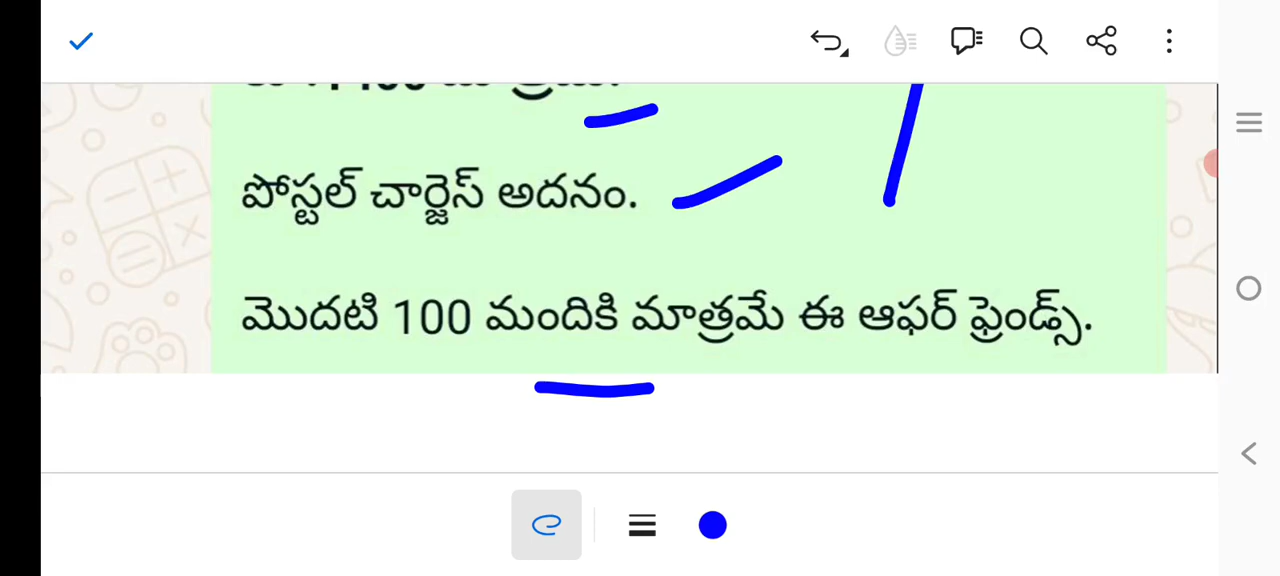 పోస్టల్ చార్జెస్ అదనం.
మొదటి 100 మందికి మాత్రమే ఈ ఆఫర్ ఫ్రెండ్స్.